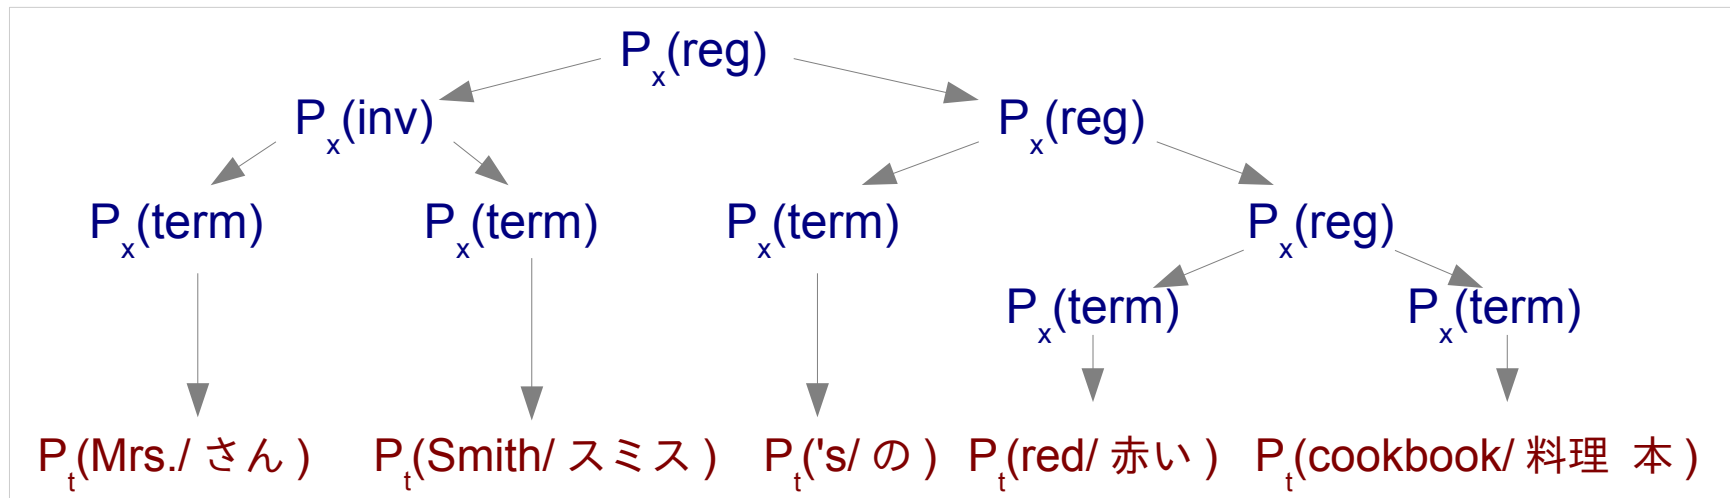 Px(reg)
Px(inv) Px(reg)
Px(term) Px(term) Px(term) Px(reg)
Px(term) Px(term)
Pt(Mrs./ さん ) Pt(Smith/ スミス ) Pt('s/ の ) Pt(red/ 赤い ) Pt(cookbook/ 料理 本 )